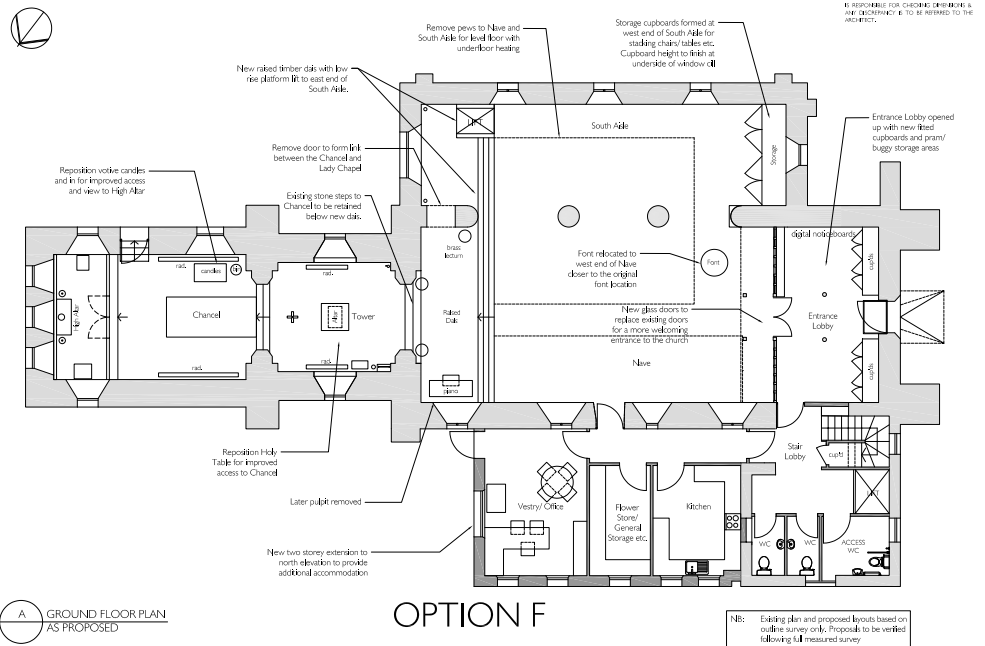 IS RESPONSIBLE FOR CHECKING DIMENSIONS &
ANY DISCREPANCY IS TO BE REFERRED TO THE
ARCHITECT.
Remove pews to Nave and
South Aisle for level floor with
underfloor heating
Storage cupboards formed at
west end of South Aisle for
stacking chairs/ tables etc.
Cupboard height to finish at
underside of window cill
New raised timber dais with low
rise platform lift to east end of
South Aisle.
Entrance Lobby opened
up with new fitted
cupboards and pram/
buggy storage areas
Remove door to form link
between the Chancel and
Lady Chapel
Reposition votive candles
and in for improved access
and view to High Altar
Existing stone steps to
Chancel to be retained
below new dais.
LIFT
South Aisle
Storage
brass
lecturn
digital noticeboards
cup'ds
Font relocated to
west end of Nave
closer to the original
font location
Font
rad.
candles
rad.
High Altar
Chancel
Altar
Tower
Raised
Dais
New glass doors to
replace existing doors
for a more welcoming
entrance to the church
Entrance
Lobby
Nave
rad.
rad.
piano
cup'ds
Reposition Holy
Table for improved
access to Chancel
Stair
Lobby
cup'd
Later pulpit removed
Vestry/ Office
Flower
Store/
General
Storage etc.
Kitchen
LIFT
New two storey extension to
north elevation to provide
additional accommodation
WC
WC
ACCESS
WC
A
GROUND FLOOR PLAN
AS PROPOSED
OPTION F
NB: Existing plan and proposed layouts based on
outline survey only. Proposals to be verified
following full measured survey